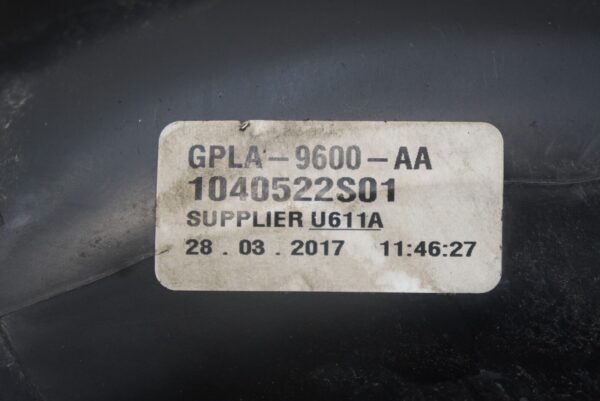 GPLA-9600-AA
1040522S01
SUPPLIER U611A
28 . 03 . 2017 11:46:27